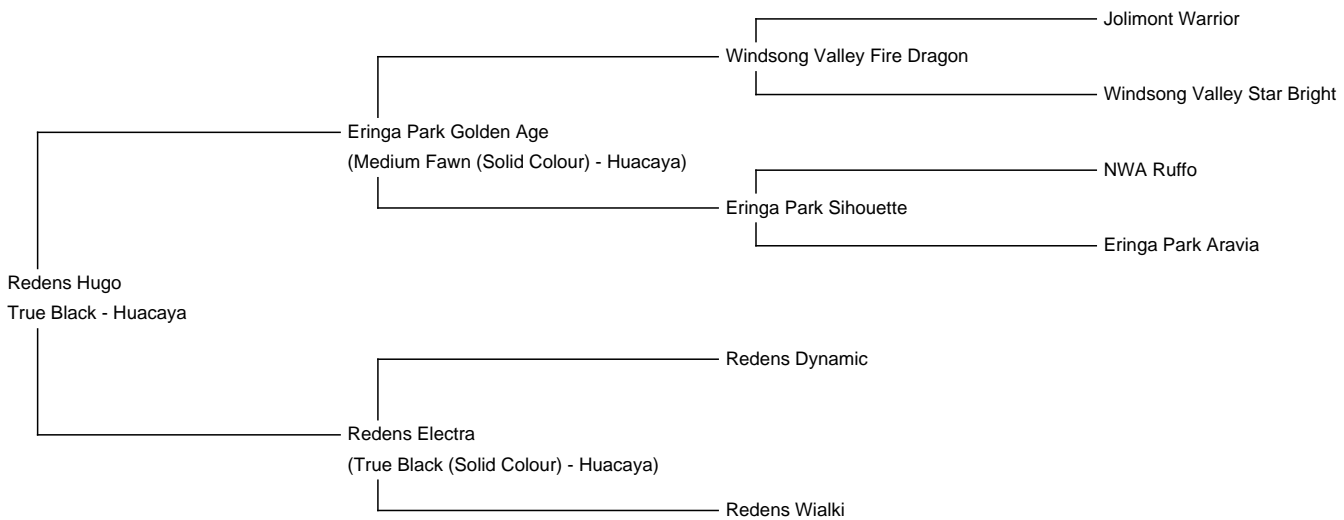 Jolimont Warrior
Windsong Valley Fire Dragon
Windsong Valley Star Bright
Eringa Park Golden Age
(Medium Fawn (Solid Colour) - Huacaya)
NWA Ruffo
Eringa Park Sihouette
Eringa Park Aravia
Redens Hugo
True Black - Huacaya
Redens Dynamic
Redens Electra
(True Black (Solid Colour) - Huacaya)
Redens Wialki